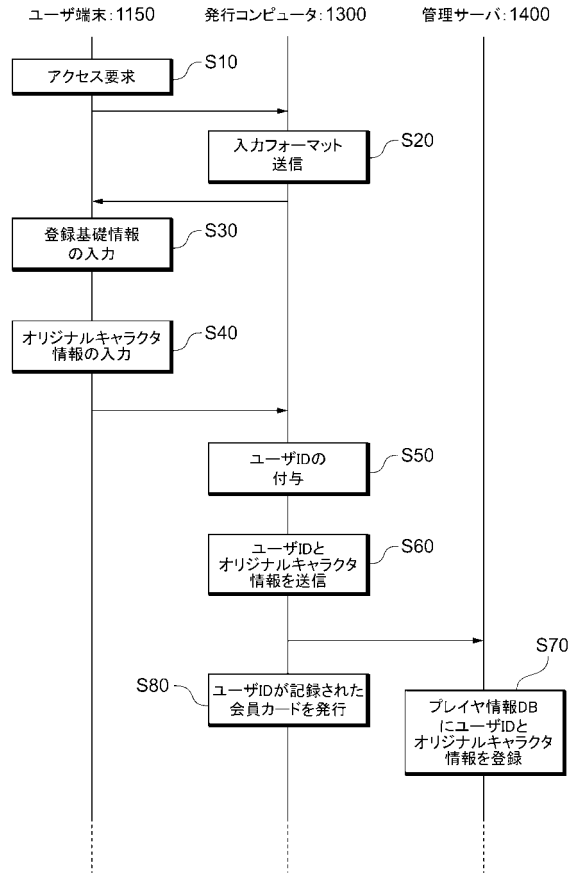 ユーザ端末:1150
発行コンピュータ:1300
管理サーバ:1400
アクセス要求
S10
入力フォーマット
送信
S20
登録基礎情報
の入力
S30
オリジナルキャラクタ
情報の入力
S40
ユーザIDの
付与
S50
ユーザIDと
オリジナルキャラクタ
情報を送信
S60
S70
S80
ユーザIDが記録された
会員カードを発行
プレイヤ情報DB
にユーザIDと
オリジナルキャラクタ
情報を登録